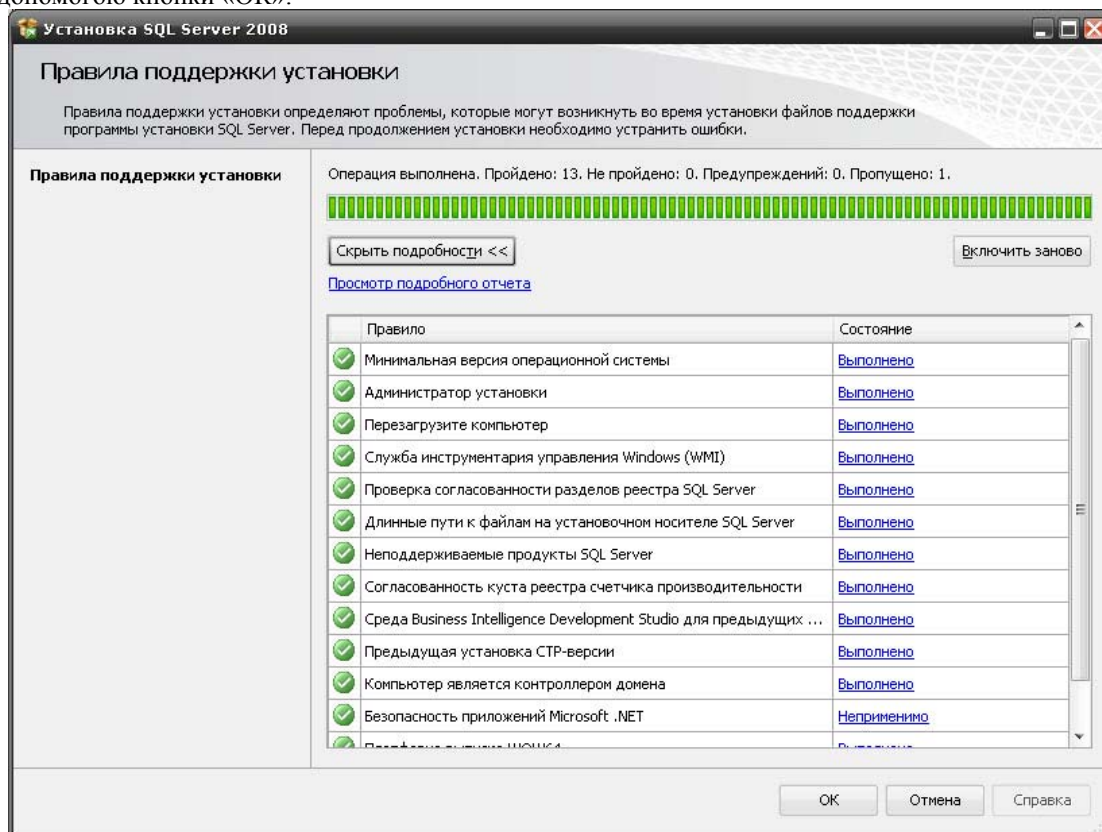 допомогою кнопки «ОК».
Установка SQL Server 2008
Правила поддержки установки
Правила поддержки установки определяют проблемы, которые могут возникнуть во время установки файлов поддержки
программы установки SQL Server. Перед продолжением установки необходимо устранить ошибки.
Правила поддержки установки
Операция выполнена. Пройдено: 13. Не пройдено: 0. Предупреждений: 0. Пропущено: 1.
Скрыть подробности <<
Включить заново
Просмотр подробного отчета
Правило Состояние
Минимальная версия операционной системы Выполнено
Администратор установки Выполнено
Перезагрузите компьютер Выполнено
Служба инструментария управления Windows (WMI) Выполнено
Проверка согласованности разделов реестра SQL Server Выполнено
Длинные пути к файлам на установочном носителе SQL Server Выполнено
Неподдерживаемые продукты SQL Server Выполнено
Согласованность куста реестра счетчика производительности Выполнено
Среда Business Intelligence Development Studio для предыдущих ... Выполнено
Предыдущая установка CTP-версии Выполнено
Компьютер является контроллером домена Выполнено
Безопасность приложений Microsoft .NET Неприменимо
ОК Отмена Справка